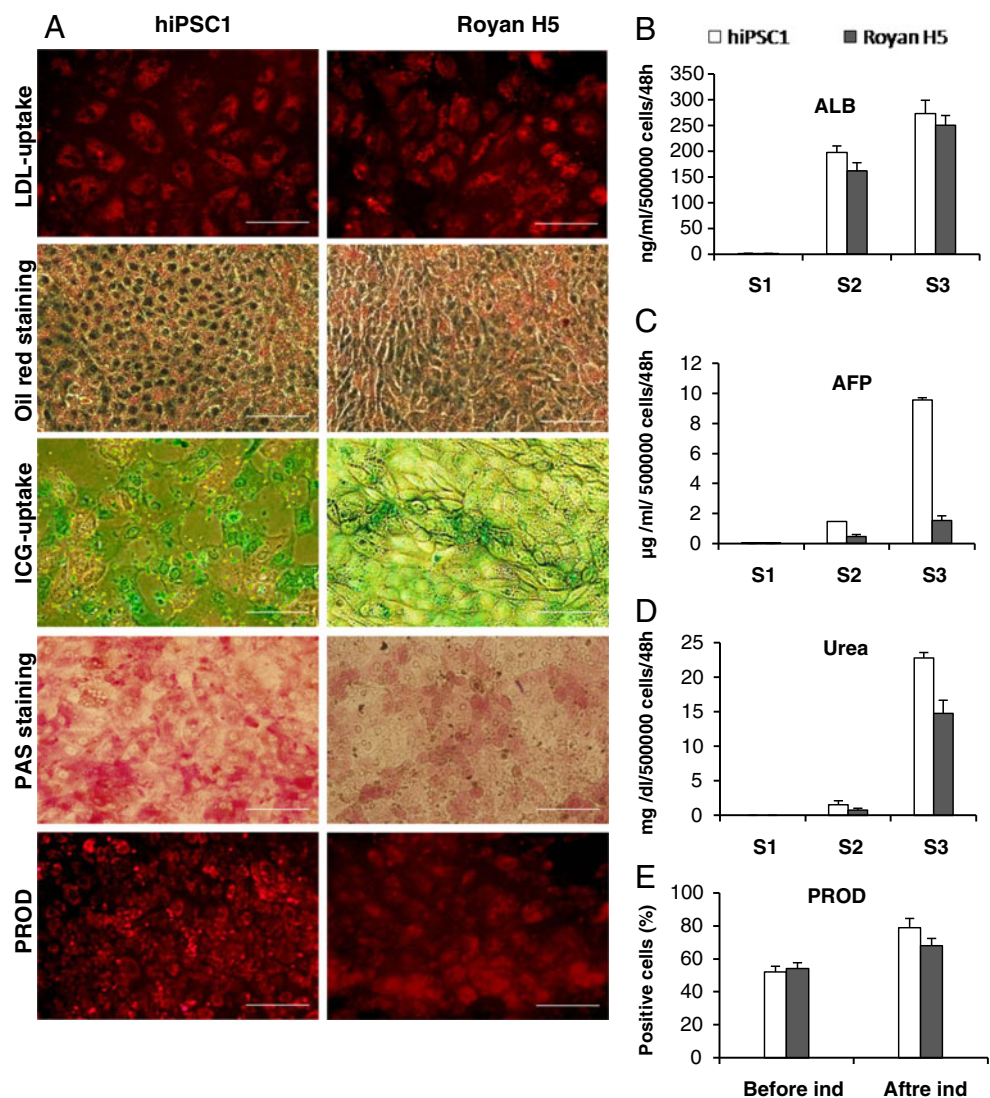 A
hiPSC1
Royan H5
LDL-uptake
Oil red staining
ICG-uptake
PAS staining
PROD
B
hiPSC1
Royan H5
ng/ml/500000 cells/48h
350
300
250
200
150
100
50
0
ALB
S1
S2
S3
C
µg /ml/ 500000 cells/48h
12
10
8
6
4
2
0
AFP
S1
S2
S3
D
mg /dl/500000 cells/48h
25
20
15
10
5
0
Urea
S1
S2
S3
E
Positive cells (%)
100
80
60
40
20
0
PROD
Before ind
Aftre ind